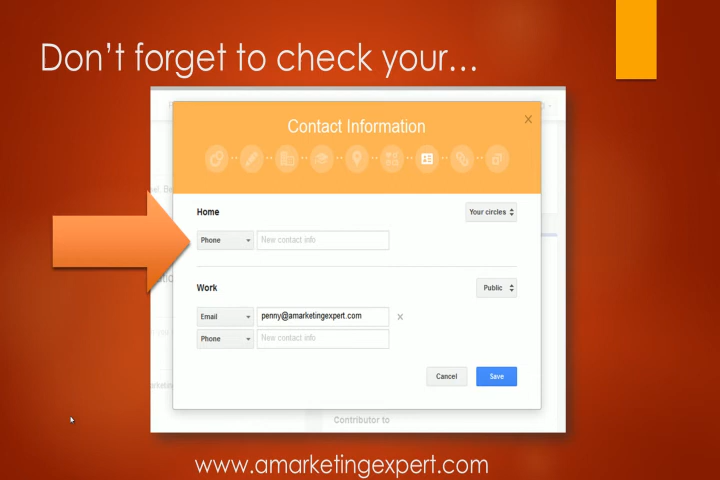 Don't forget to check your...
Contact Information
X
Home
Your circles
Phone
New contact info
Work
Public
Email
penny@amarketingexpert.com
x
Phone
New contact info
Cancel
Save
Contributor to
www.amarketingexpert.com